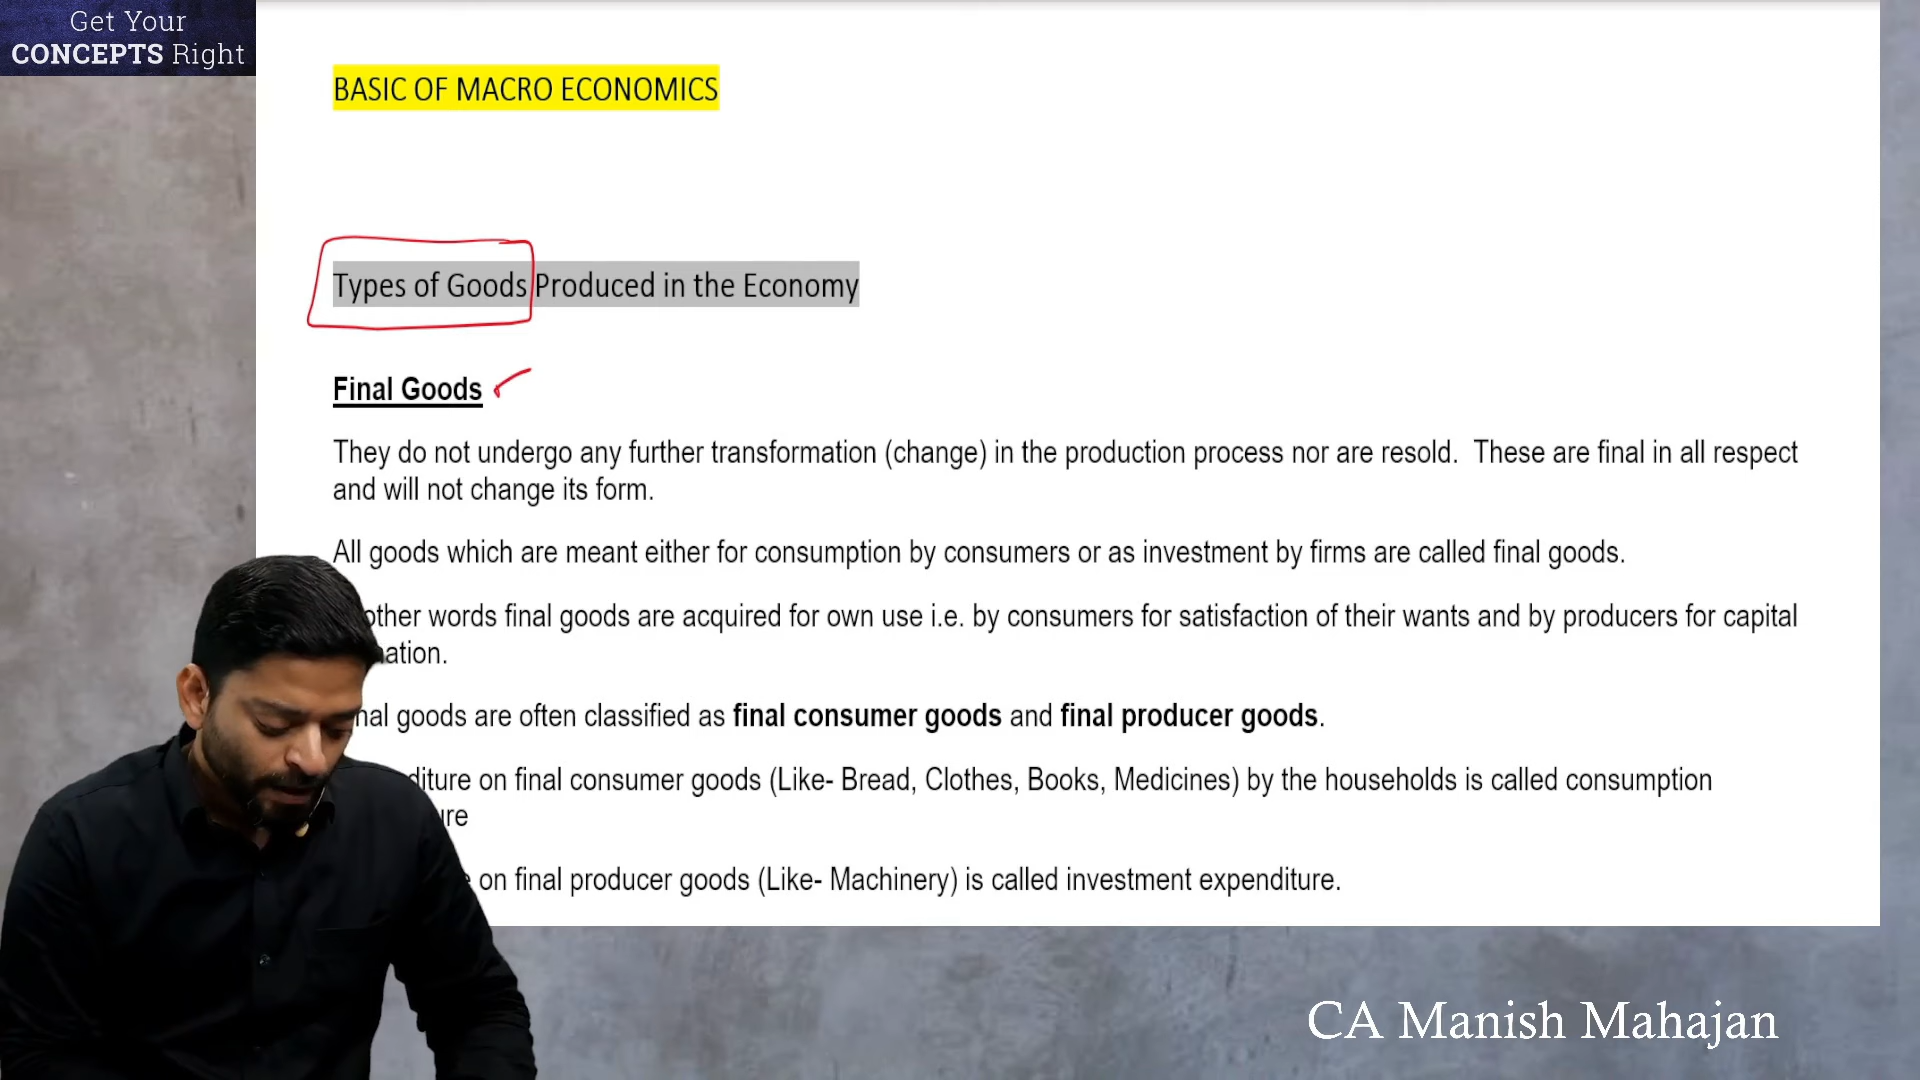 Get Your
CONCEPTS Right
BASIC OF MACRO ECONOMICS
Types of Goods Produced in the Economy
Final Goods
They do not undergo any further transformation (change) in the production process nor are resold. These are final in all respect
and will not change its form.
All goods which are meant either for consumption by consumers or as investment by firms are called final goods.
other words final goods are acquired for own use i.e. by consumers for satisfaction of their wants and by producers for capital
goods are often classified as final consumer goods and final producer goods.
on final consumer goods (Like- Bread, Clothes, Books, Medicines) by the households is called consumption
on final producer goods (Like- Machinery) is called investment expenditure.
CA Manish Mahajan